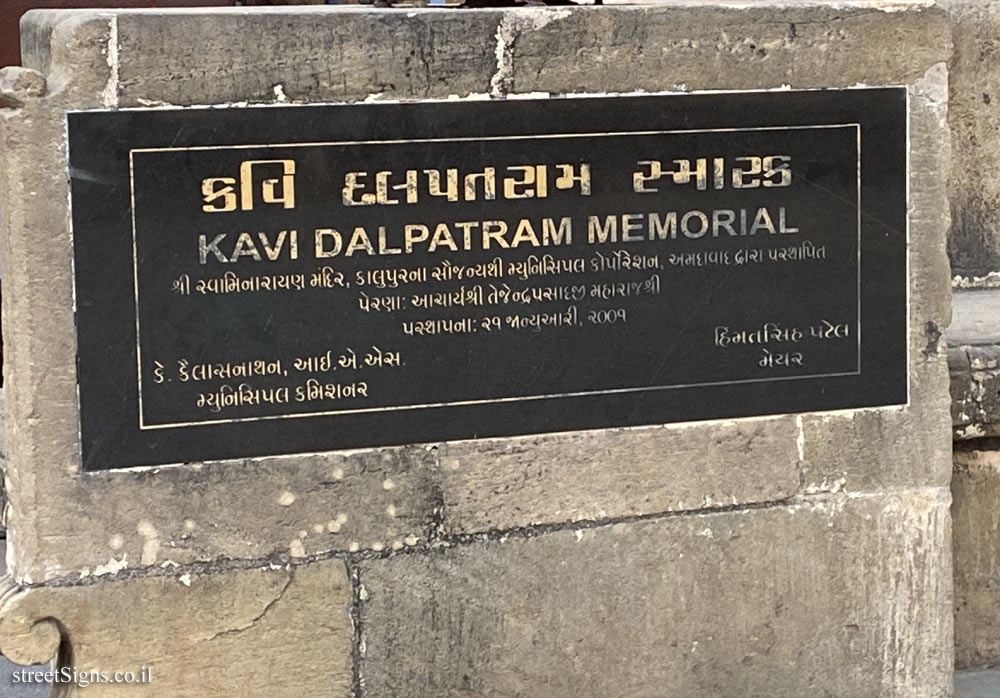 કવિ દલપતરામ સ્મારક
KAVI DALPATRAM MEMORIAL
શ્રી સ્વામિનારાયણ મંદિર, કાલુપુરના સૌજન્યથી મ્યુનિસિપલ કોર્પોરેશન, અમદાવાદ દ્વારા પ્રસ્થાપિત
પ્રેરણા: આચાર્યશ્રી તેજેન્દ્રપ્રસાદજી મહારાજશ્રી
પ્રસ્થાપના: ૨૧ જાન્યુઆરી, ૨૦૦૧
હિંમતસિંહ પટેલ
મેયર
કે. કૈલાસનાથન, આઈ.એ.એસ.
મ્યુનિસિપલ કમિશનર
streetSigns.co.il